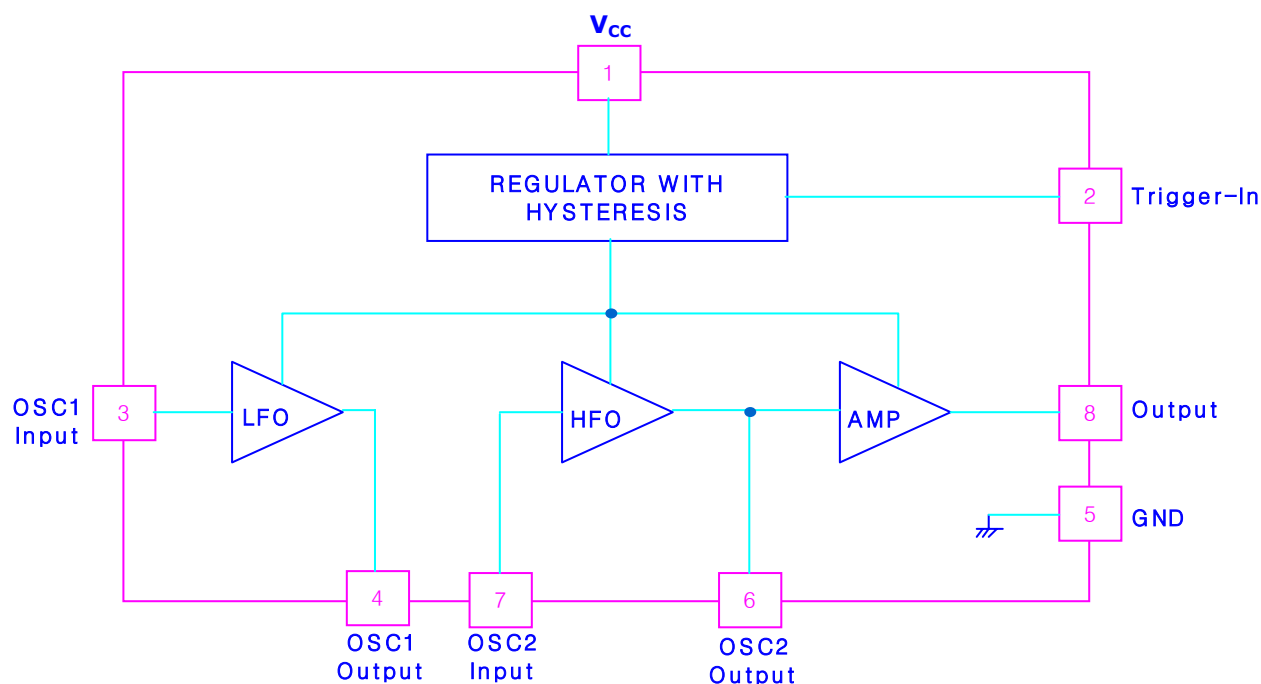 VCC
1
REGULATOR WITH
HYSTERESIS
2
Trigger-In
OSC1
Input
3
LFO
HFO
AMP
8
Output
5
GND
4
OSC1
Output
7
OSC2
Input
6
OSC2
Output